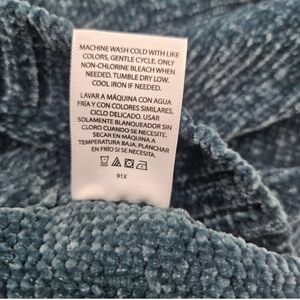 MACHINE WASH COLD WITH LIKE
COLORS, GENTLE CYCLE. ONLY
NON-CHLORINE BLEACH WHEN
NEEDED. TUMBLE DRY LOW.
COOL IRON IF NEEDED.
LAVAR A MÁQUINA CON AGUA
FRÍA Y CON COLORES SIMILARES,
CICLO DELICADO. USAR
SOLAMENTE BLANQUEADOR SIN
CLORO CUANDO SE NECESITE.
SECAR EN MÁQUINA A
TEMPERATURA BAJA, PLANCHAR
EN FRÍO SI SE NECESITA.
91X